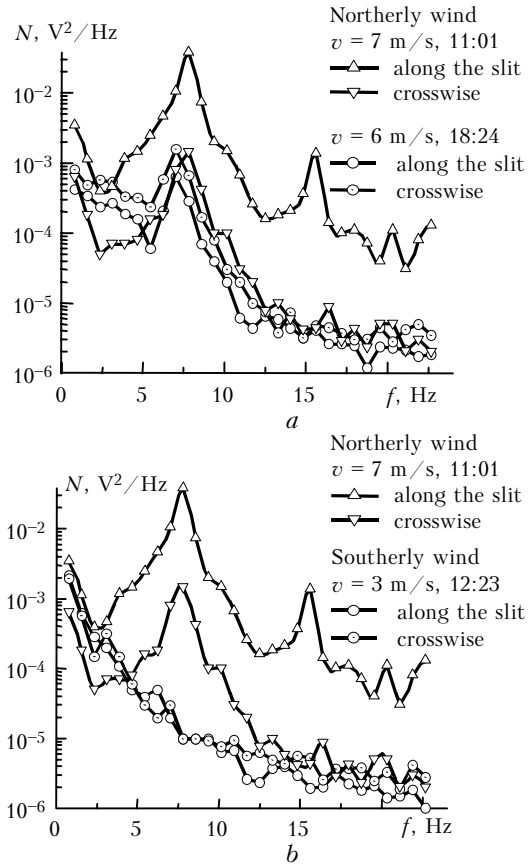 N, V²/Hz
Northerly wind
v = 7 m/s, 11:01
along the slit
crosswise
v = 6 m/s, 18:24
along the slit
crosswise
10⁻²
10⁻³
10⁻⁴
10⁻⁵
10⁻⁶
0 5 10 15 f, Hz
a
N, V²/Hz
Northerly wind
v = 7 m/s, 11:01
along the slit
crosswise
Southerly wind
v = 3 m/s, 12:23
along the slit
crosswise
10⁻²
10⁻³
10⁻⁴
10⁻⁵
10⁻⁶
0 5 10 15 f, Hz
b